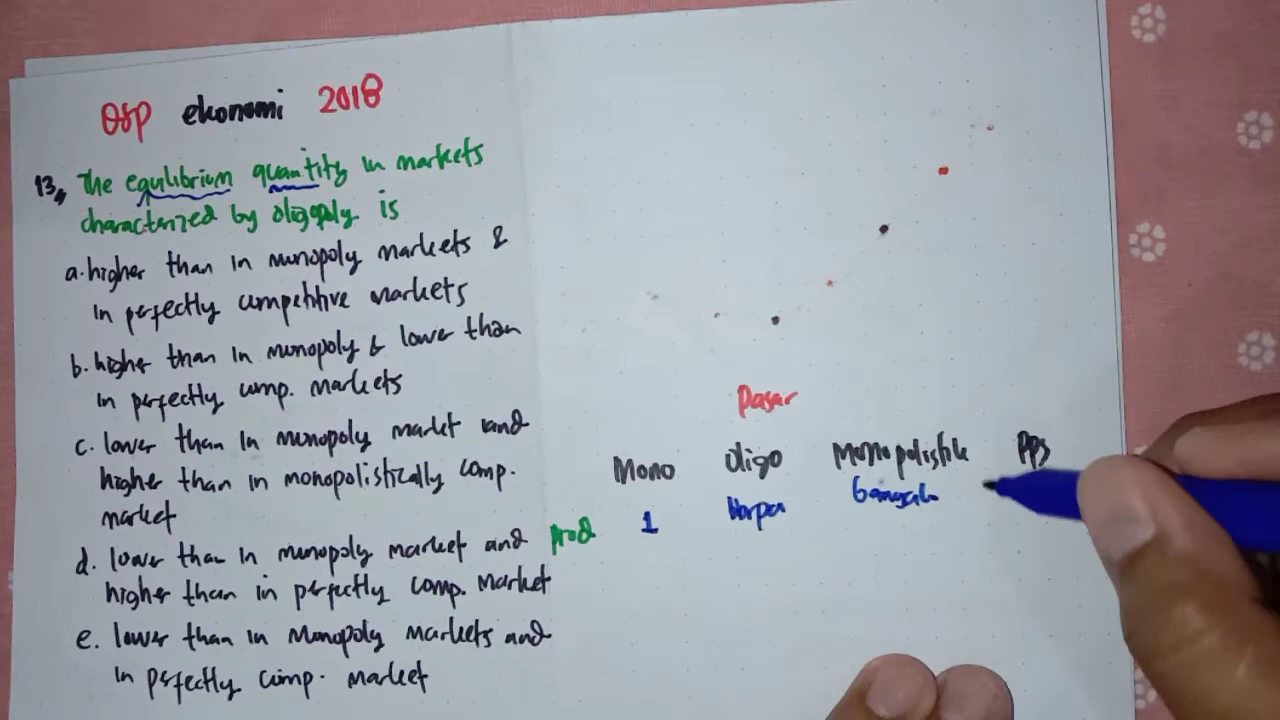 OSP ekonomi 2018
13, The equilibrium quantity in markets
characterized by oligopoly is
a. higher than in monopoly markets &
in perfectly competitive markets
b. higher than in monopoly & lower than
in perfectly comp. markets
c. lower than in monopoly market and
higher than in monopolistically comp.
market
d. lower than in monopoly market and
higher than in perfectly comp. market
e. lower than in monopoly markets and
in perfectly comp. market
Pasar
Mono Oligo Monopolistik PPS
Prod 1